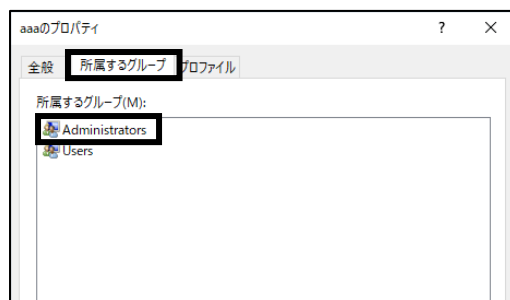 aaaのプロパティ ? ×
全般 所属するグループ プロファイル
所属するグループ(M):
Administrators
Users